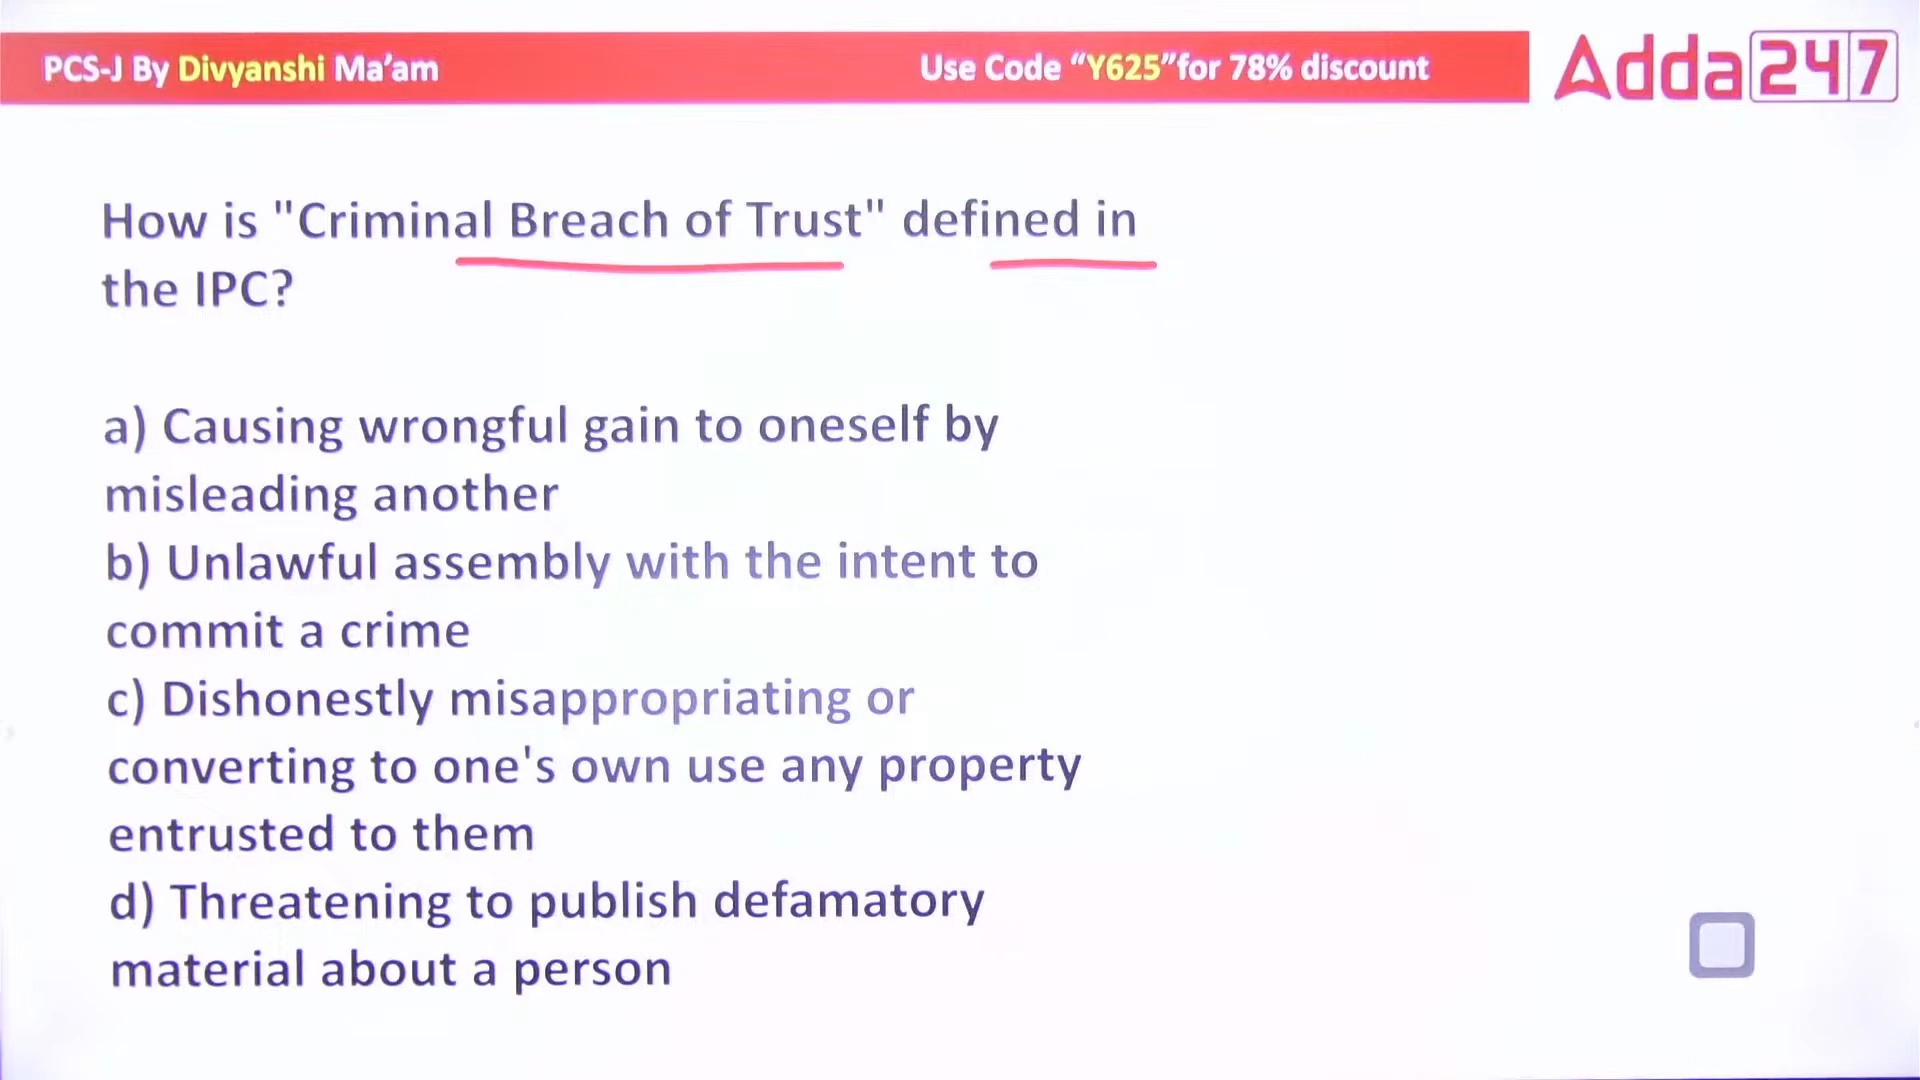 PCS-J By Divyanshi Ma’am
Use Code “Y625”for 78% discount
Adda247
How is "Criminal Breach of Trust" defined in
the IPC?
a) Causing wrongful gain to oneself by
misleading another
b) Unlawful assembly with the intent to
commit a crime
c) Dishonestly misappropriating or
converting to one's own use any property
entrusted to them
d) Threatening to publish defamatory
material about a person